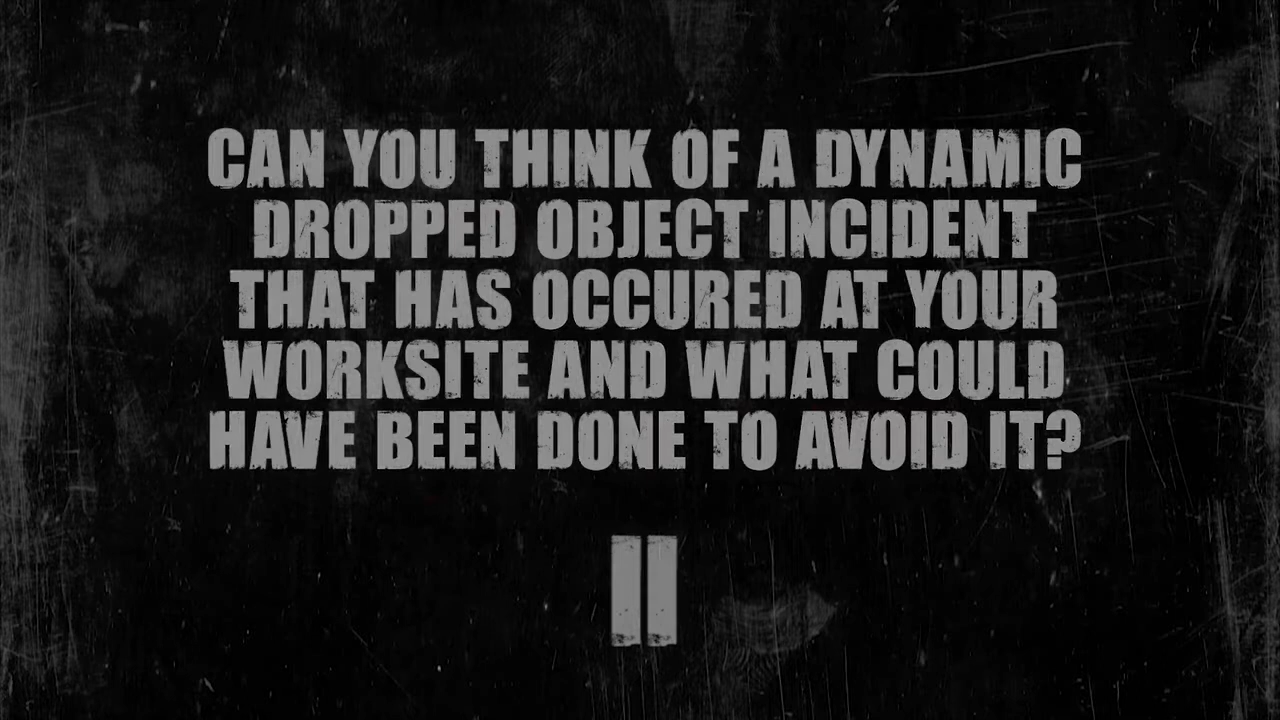 CAN YOU THINK OF A DYNAMIC
DROPPED OBJECT INCIDENT
THAT HAS OCCURED AT YOUR
WORKSITE AND WHAT COULD
HAVE BEEN DONE TO AVOID IT?